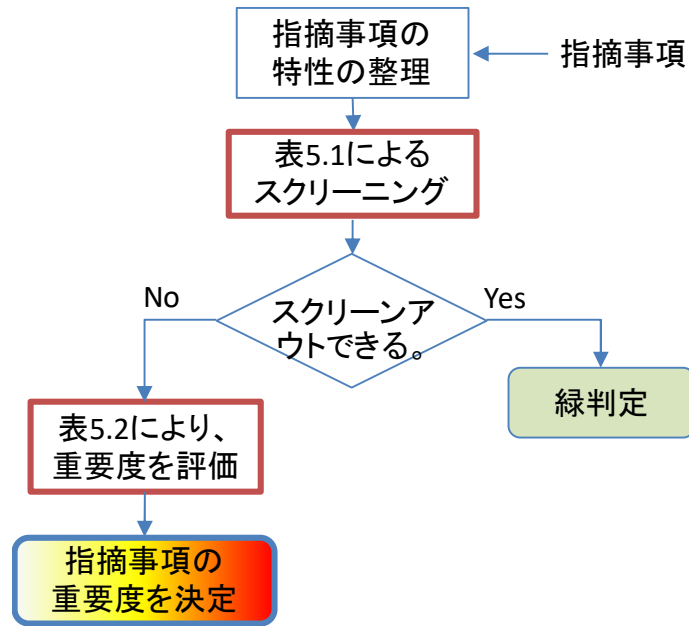 指摘事項の
特性の整理
指摘事項
表5.1による
スクリーニング
スクリーンア
ウトできる。
No
Yes
緑判定
表5.2により、
重要度を評価
指摘事項の
重要度を決定